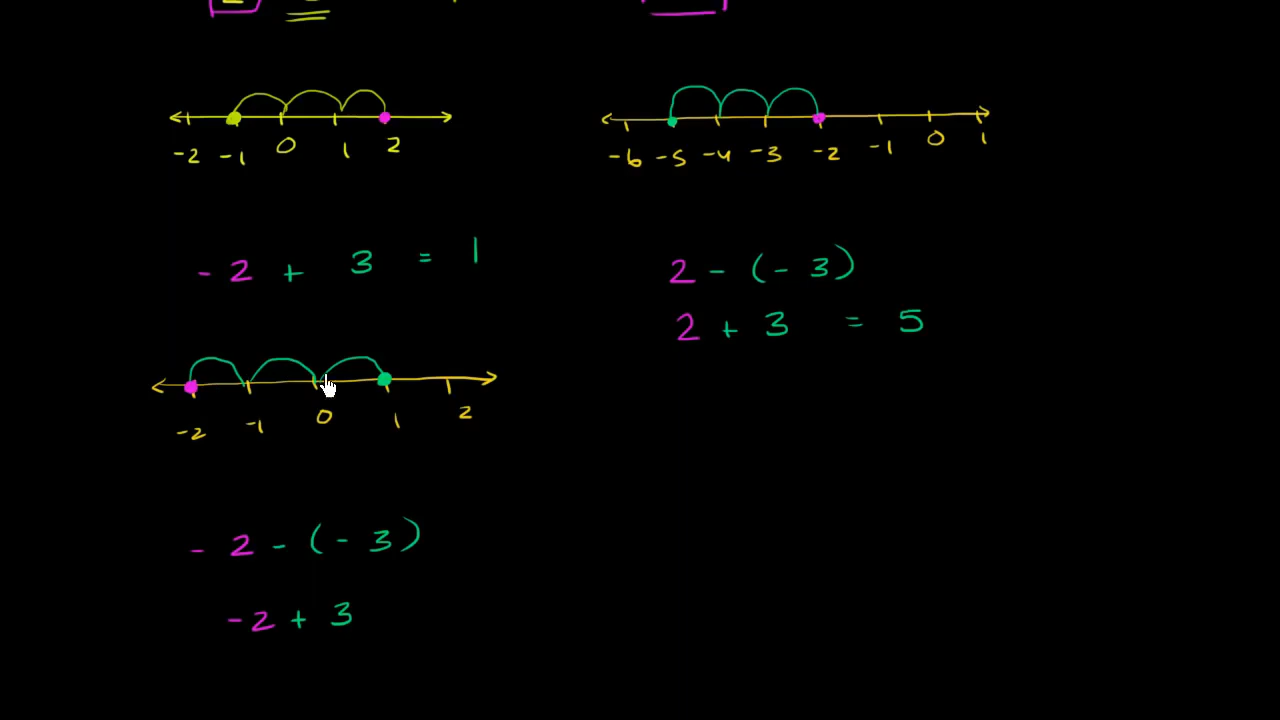 -2 -1 0 1 2
-6 -5 -4 -3 -2 -1 0 1
-2 + 3 = 1
2 - (-3)
2 + 3 = 5
-2 -1 0 1 2
-2 - (-3)
-2 + 3